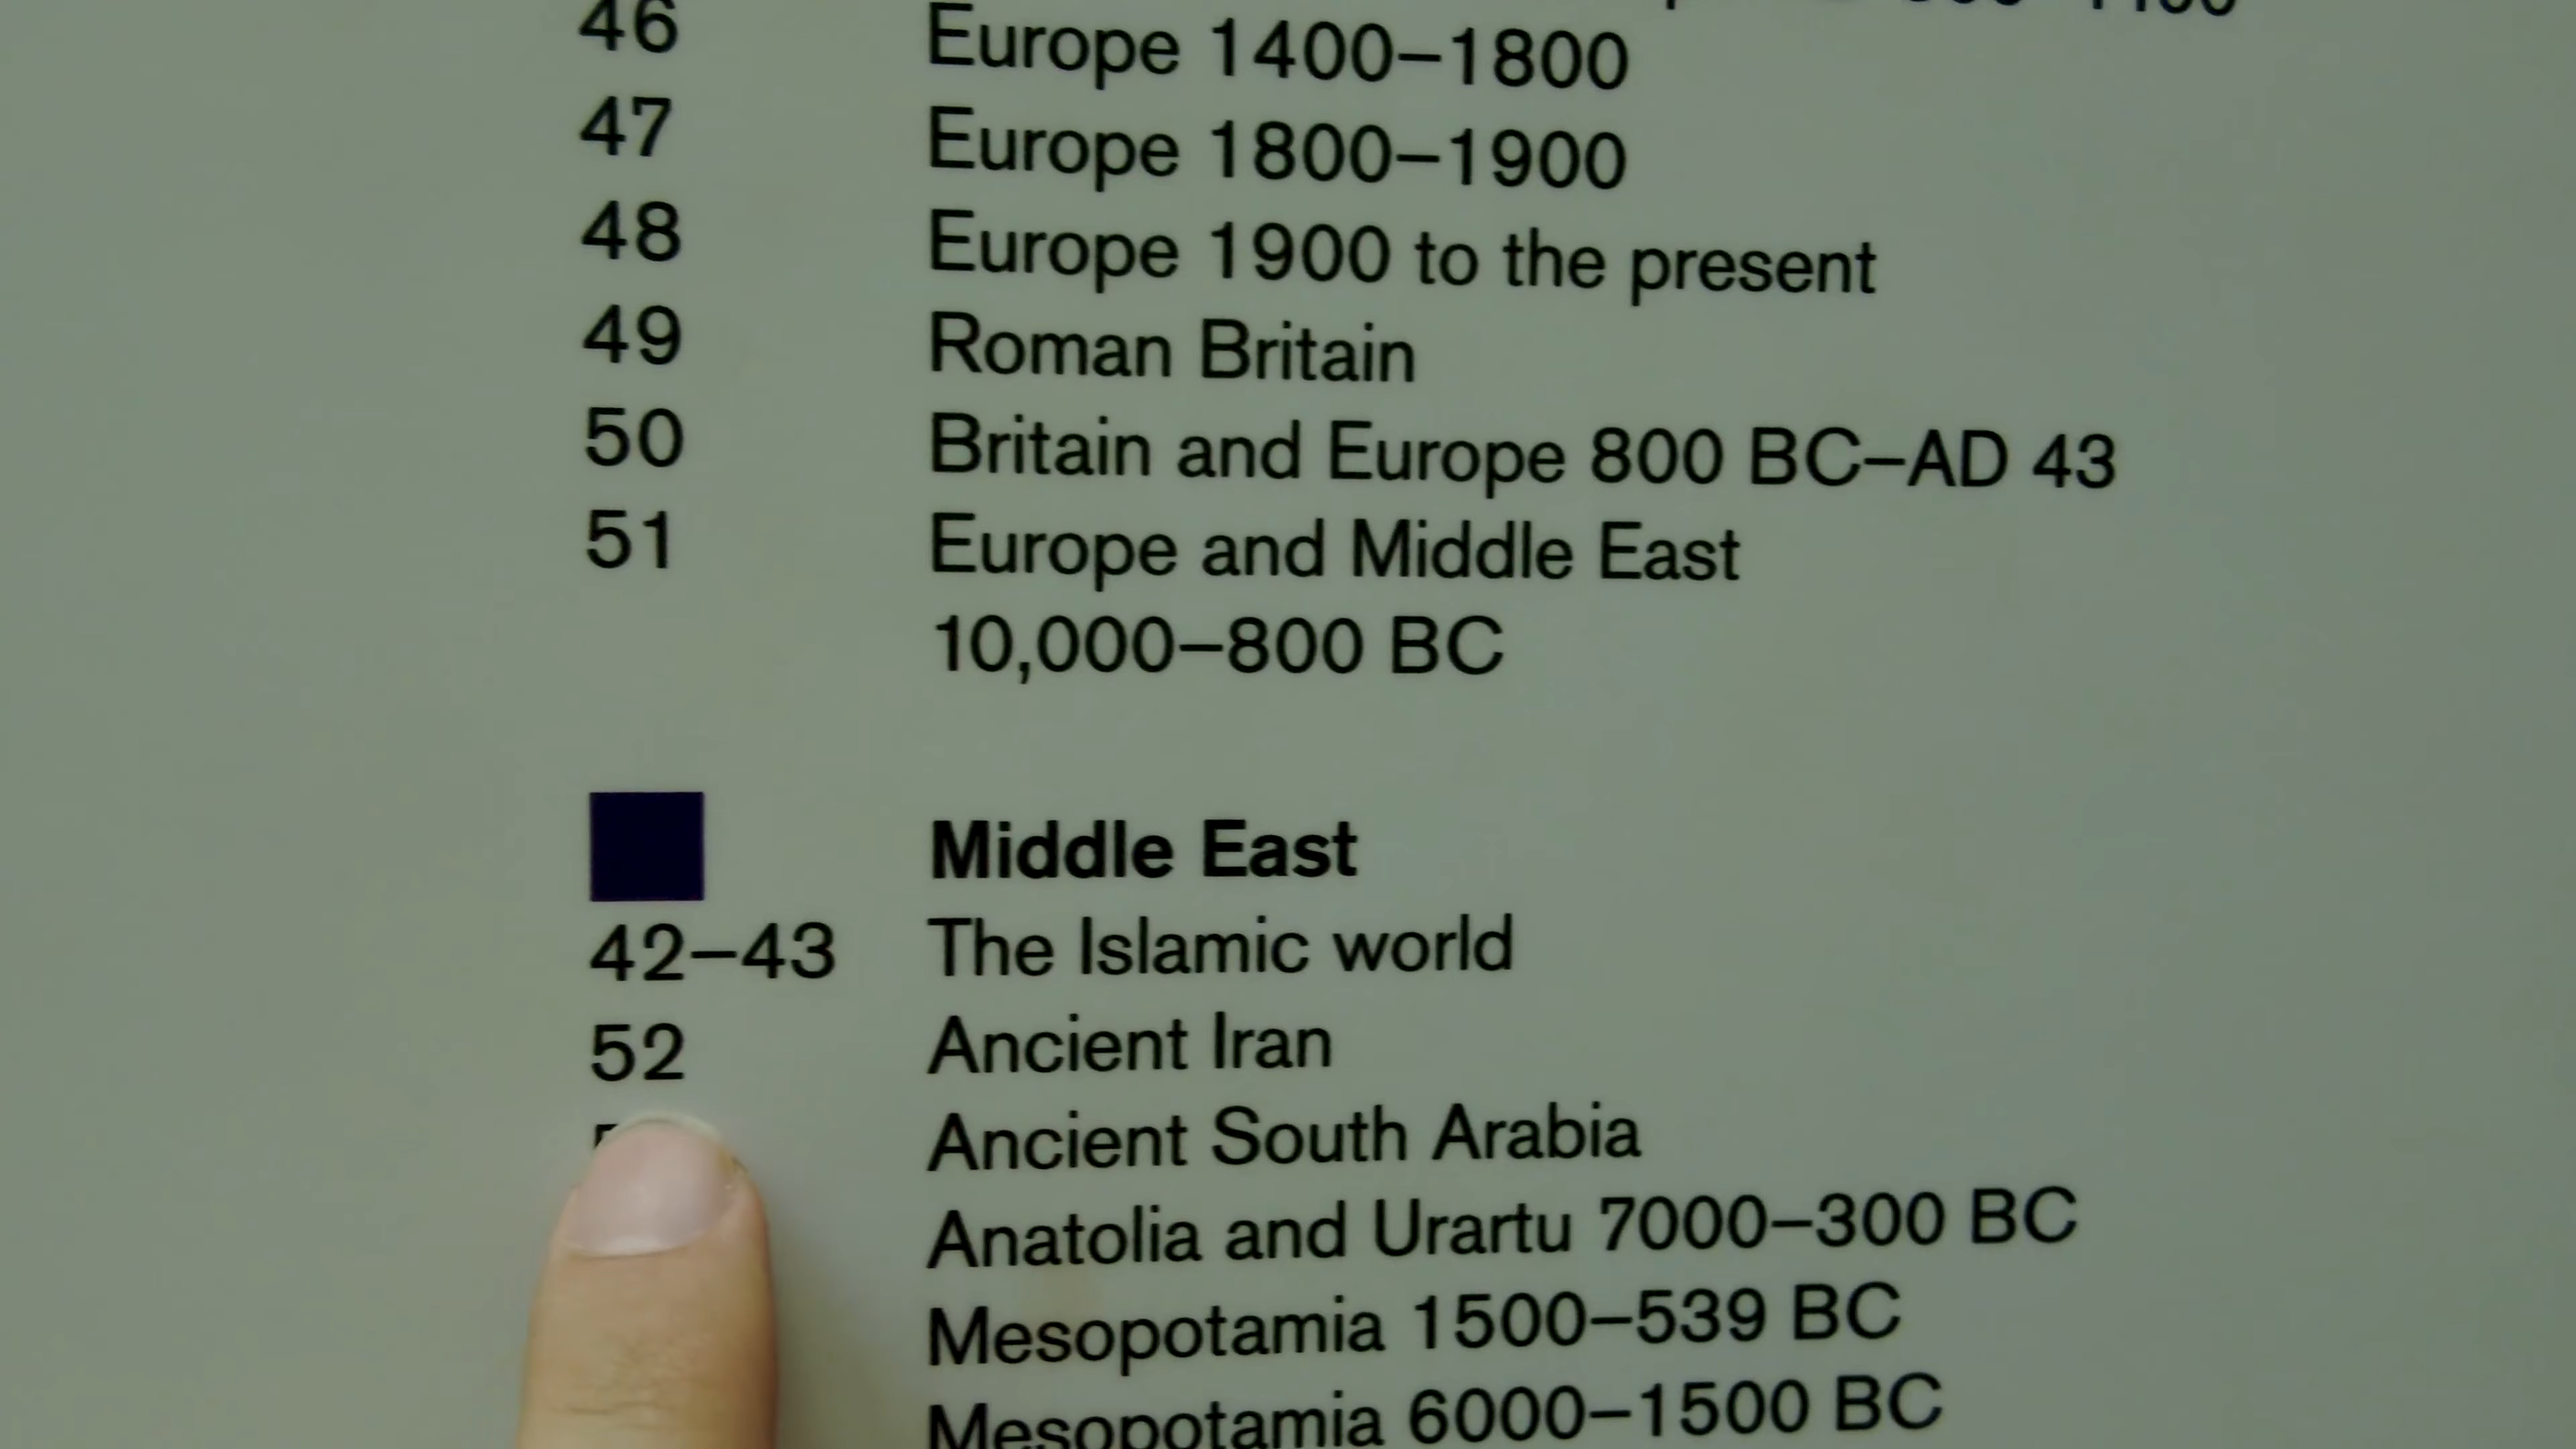 46 Europe 1400–1800
47 Europe 1800–1900
48 Europe 1900 to the present
49 Roman Britain
50 Britain and Europe 800 BC–AD 43
51 Europe and Middle East
10,000–800 BC
Middle East
42–43 The Islamic world
52 Ancient Iran
Ancient South Arabia
Anatolia and Urartu 7000–300 BC
Mesopotamia 1500–539 BC
Mesopotamia 6000–1500 BC